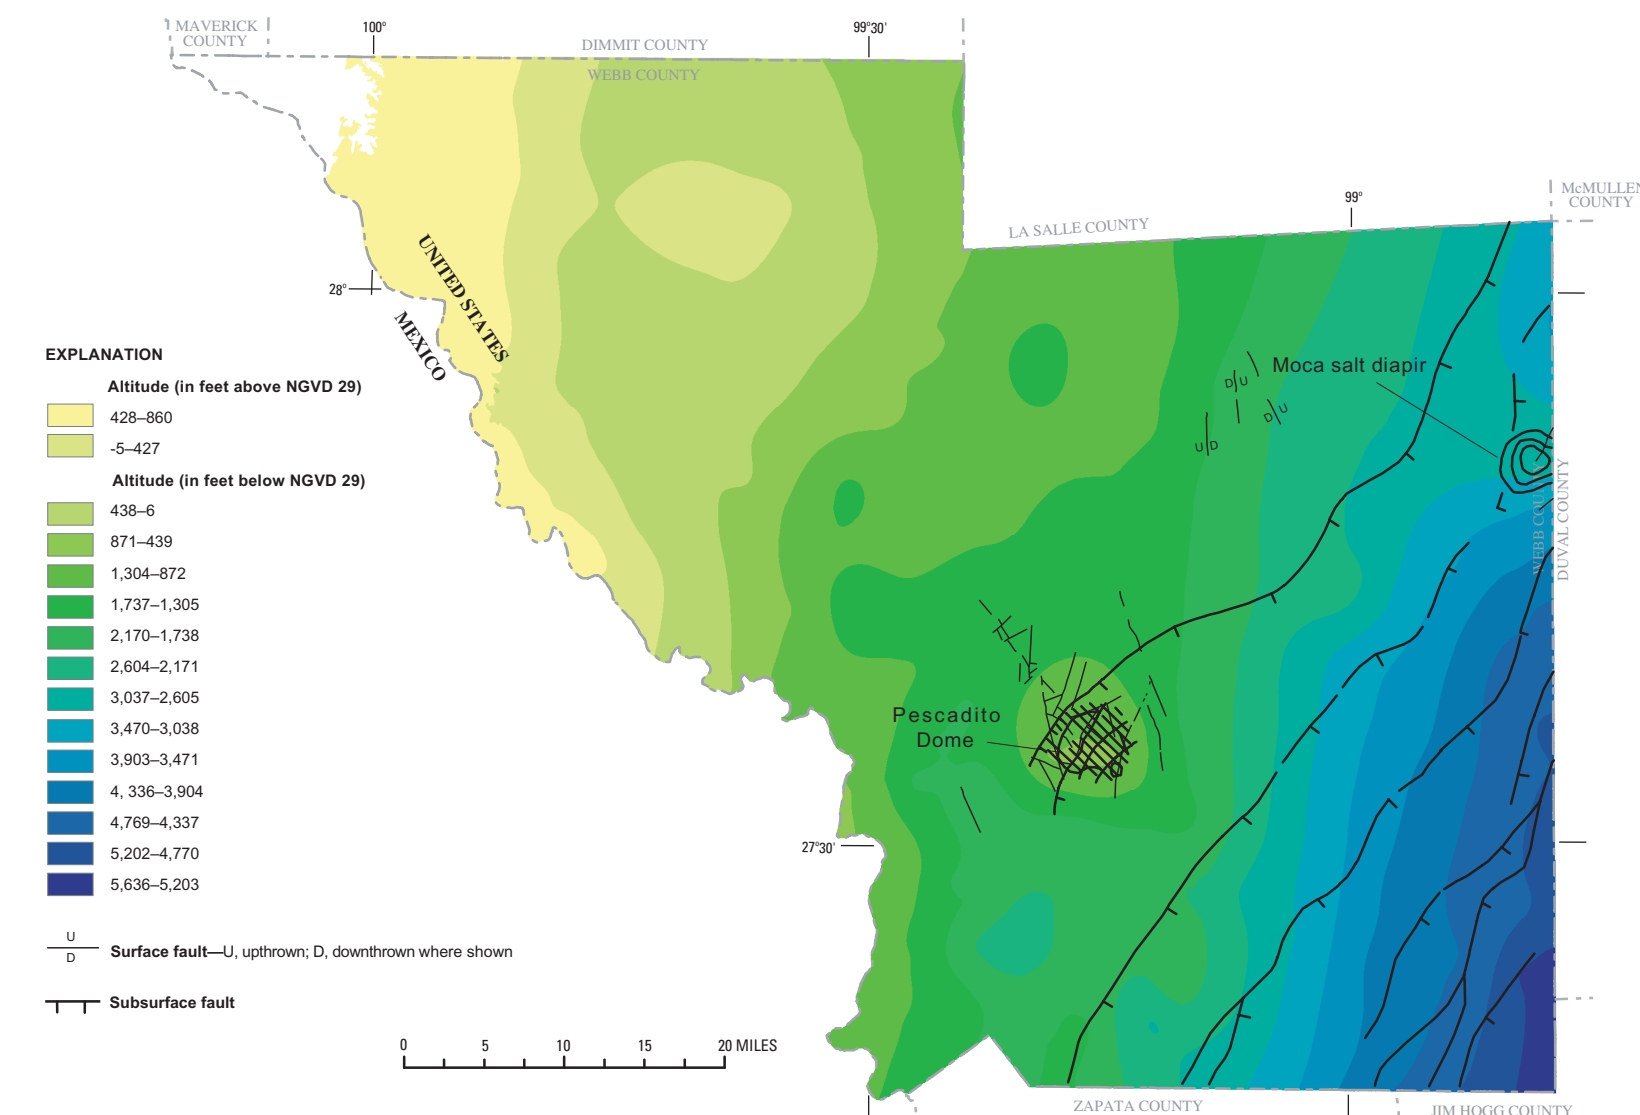 MAVERICK
COUNTY
100°
99°30'
DIMMIT COUNTY
WEBB COUNTY
99°
McMULLEN
COUNTY
LA SALLE COUNTY
28°
UNITED STATES
MEXICO
Moca salt diapir
D U
D U
U D
WEBB COUNTY
DUVAL COUNTY
EXPLANATION
Altitude (in feet above NGVD 29)
428–860
-5–427
Altitude (in feet below NGVD 29)
438–6
871–439
1,304–872
1,737–1,305
2,170–1,738
2,604–2,171
3,037–2,605
3,470–3,038
3,903–3,471
4, 336–3,904
4,769–4,337
5,202–4,770
5,636–5,203
U
D
Surface fault—U, upthrown; D, downthrown where shown
Subsurface fault
Pescadito
Dome
27°30'
0 5 10 15 20 MILES
ZAPATA COUNTY
JIM HOGG COUNTY